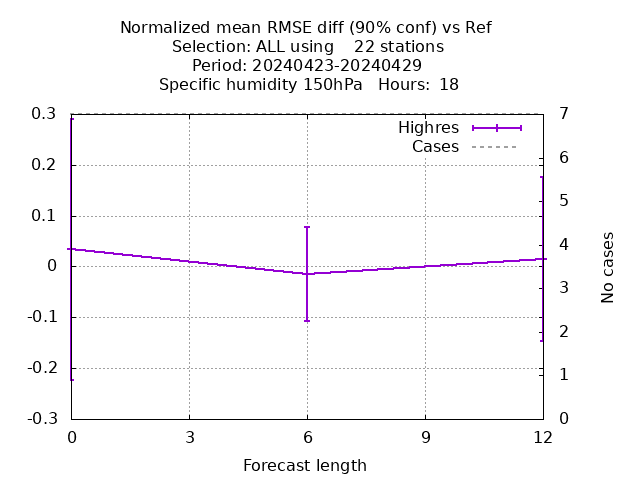 Normalized mean RMSE diff (90% conf) vs Ref
Selection: ALL using    22 stations
Period: 20240423-20240429
Specific humidity 150hPa   Hours:  18
Highres
Cases
0.3
0.2
0.1
0
-0.1
-0.2
-0.3
7
6
5
4
3
2
1
0
No cases
0 3 6 9 12
Forecast length